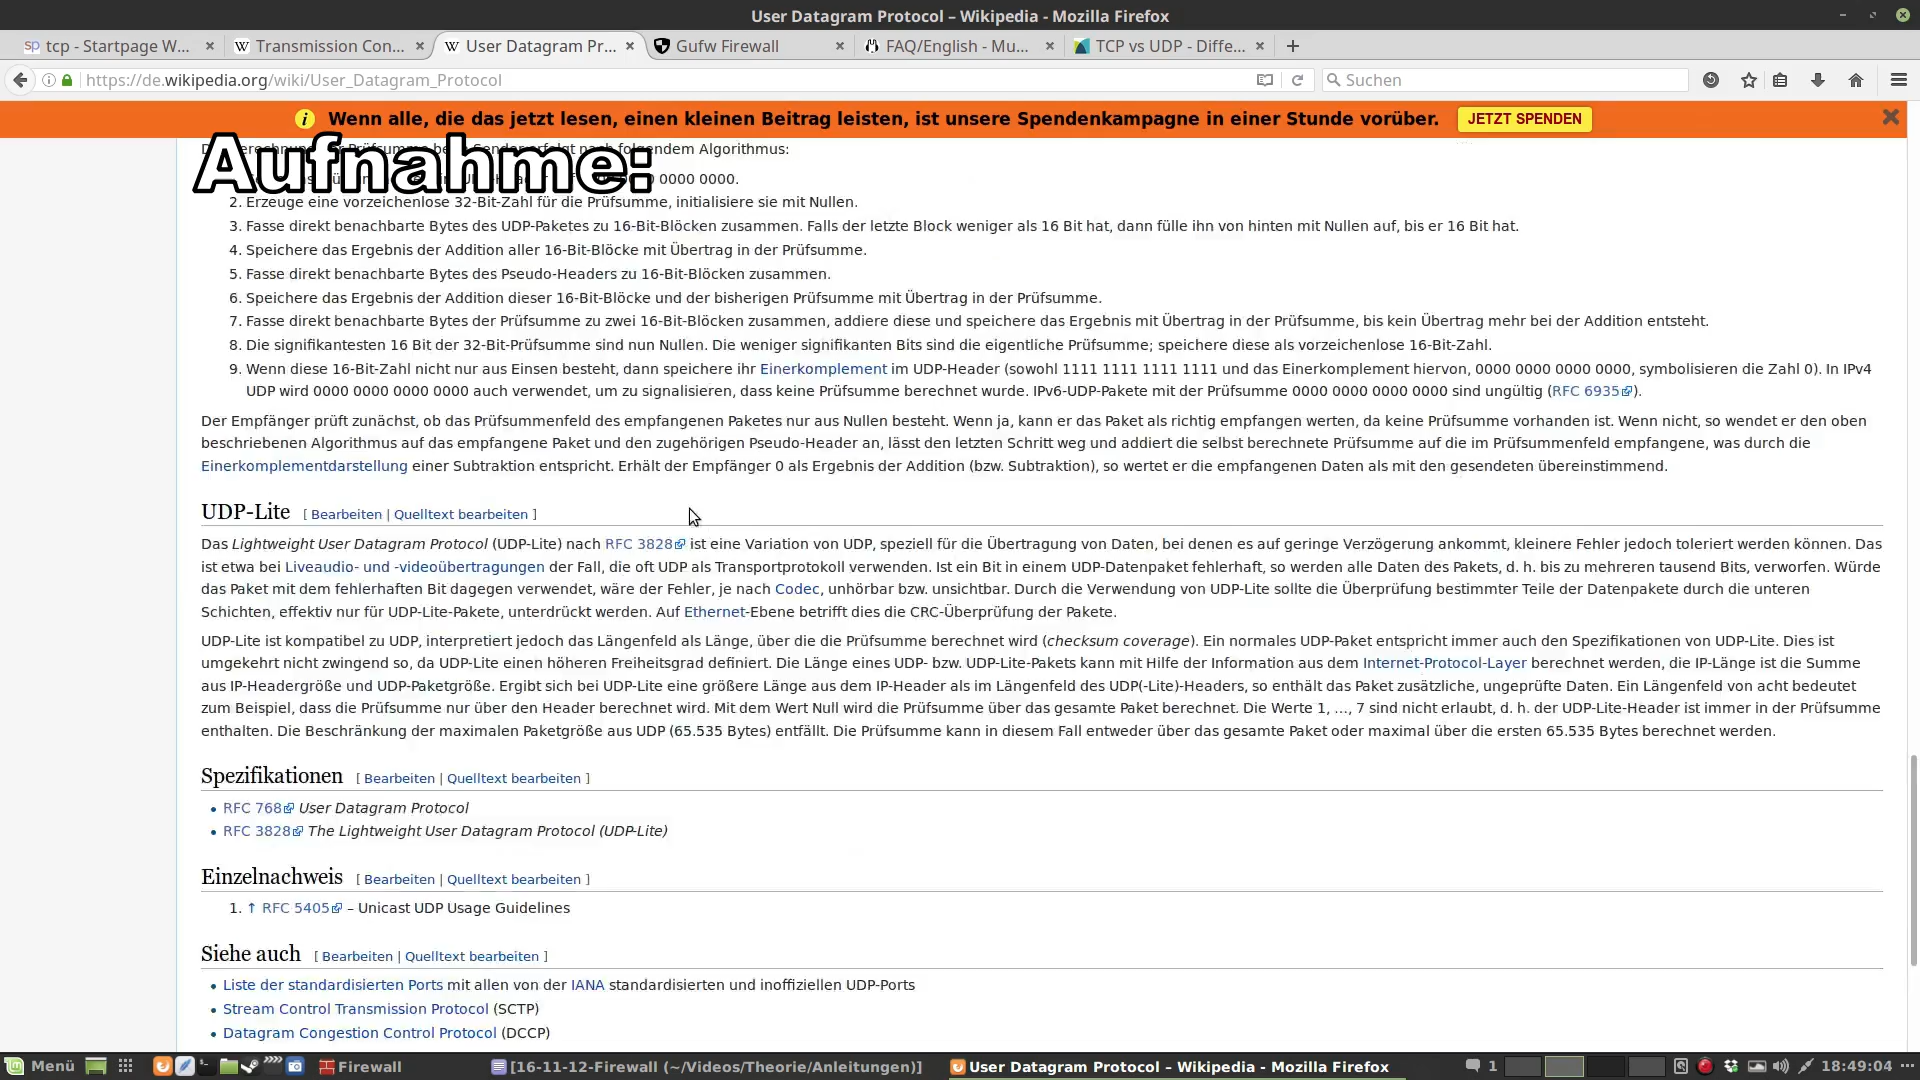 User Datagram Protocol – Wikipedia - Mozilla Firefox
sp tcp - Startpage W...
W Transmission Con...
W User Datagram Pr...
Gufw Firewall
FAQ/English - Mu...
TCP vs UDP - Diffe...
https://de.wikipedia.org/wiki/User_Datagram_Protocol
Suchen
Wenn alle, die das jetzt lesen, einen kleinen Beitrag leisten, ist unsere Spendenkampagne in einer Stunde vorüber.
JETZT SPENDEN
Aufnahme:
erfolgt nach folgendem Algorithmus:
0000 0000.
2. Erzeuge eine vorzeichenlose 32-Bit-Zahl für die Prüfsumme, initialisiere sie mit Nullen.
3. Fasse direkt benachbarte Bytes des UDP-Paketes zu 16-Bit-Blöcken zusammen. Falls der letzte Block weniger als 16 Bit hat, dann fülle ihn von hinten mit Nullen auf, bis er 16 Bit hat.
4. Speichere das Ergebnis der Addition aller 16-Bit-Blöcke mit Übertrag in der Prüfsumme.
5. Fasse direkt benachbarte Bytes des Pseudo-Headers zu 16-Bit-Blöcken zusammen.
6. Speichere das Ergebnis der Addition dieser 16-Bit-Blöcke und der bisherigen Prüfsumme mit Übertrag in der Prüfsumme.
7. Fasse direkt benachbarte Bytes der Prüfsumme zu zwei 16-Bit-Blöcken zusammen, addiere diese und speichere das Ergebnis mit Übertrag in der Prüfsumme, bis kein Übertrag mehr bei der Addition entsteht.
8. Die signifikantesten 16 Bit der 32-Bit-Prüfsumme sind nun Nullen. Die weniger signifikanten Bits sind die eigentliche Prüfsumme; speichere diese als vorzeichenlose 16-Bit-Zahl.
9. Wenn diese 16-Bit-Zahl nicht nur aus Einsen besteht, dann speichere ihr Einerkomplement im UDP-Header (sowohl 1111 1111 1111 1111 und das Einerkomplement hiervon, 0000 0000 0000 0000, symbolisieren die Zahl 0). In IPv4
UDP wird 0000 0000 0000 0000 auch verwendet, um zu signalisieren, dass keine Prüfsumme berechnet wurde. IPv6-UDP-Pakete mit der Prüfsumme 0000 0000 0000 0000 sind ungültig (RFC 6935).
Der Empfänger prüft zunächst, ob das Prüfsummenfeld des empfangenen Paketes nur aus Nullen besteht. Wenn ja, kann er das Paket als richtig empfangen werten, da keine Prüfsumme vorhanden ist. Wenn nicht, so wendet er den oben
beschriebenen Algorithmus auf das empfangene Paket und den zugehörigen Pseudo-Header an, lässt den letzten Schritt weg und addiert die selbst berechnete Prüfsumme auf die im Prüfsummenfeld empfangene, was durch die
Einerkomplementdarstellung einer Subtraktion entspricht. Erhält der Empfänger 0 als Ergebnis der Addition (bzw. Subtraktion), so wertet er die empfangenen Daten als mit den gesendeten übereinstimmend.
UDP-Lite [ Bearbeiten | Quelltext bearbeiten ]
Das Lightweight User Datagram Protocol (UDP-Lite) nach RFC 3828 ist eine Variation von UDP, speziell für die Übertragung von Daten, bei denen es auf geringe Verzögerung ankommt, kleinere Fehler jedoch toleriert werden können. Das
ist etwa bei Liveaudio- und -videoübertragungen der Fall, die oft UDP als Transportprotokoll verwenden. Ist ein Bit in einem UDP-Datenpaket fehlerhaft, so werden alle Daten des Pakets, d. h. bis zu mehreren tausend Bits, verworfen. Würde
das Paket mit dem fehlerhaften Bit dagegen verwendet, wäre der Fehler, je nach Codec, unhörbar bzw. unsichtbar. Durch die Verwendung von UDP-Lite sollte die Überprüfung bestimmter Teile der Datenpakete durch die unteren
Schichten, effektiv nur für UDP-Lite-Pakete, unterdrückt werden. Auf Ethernet-Ebene betrifft dies die CRC-Überprüfung der Pakete.
UDP-Lite ist kompatibel zu UDP, interpretiert jedoch das Längenfeld als Länge, über die die Prüfsumme berechnet wird (checksum coverage). Ein normales UDP-Paket entspricht immer auch den Spezifikationen von UDP-Lite. Dies ist
umgekehrt nicht zwingend so, da UDP-Lite einen höheren Freiheitsgrad definiert. Die Länge eines UDP- bzw. UDP-Lite-Pakets kann mit Hilfe der Information aus dem Internet-Protocol-Layer berechnet werden, die IP-Länge ist die Summe
aus IP-Headergröße und UDP-Paketgröße. Ergibt sich bei UDP-Lite eine größere Länge aus dem IP-Header als im Längenfeld des UDP(-Lite)-Headers, so enthält das Paket zusätzliche, ungeprüfte Daten. Ein Längenfeld von acht bedeutet
zum Beispiel, dass die Prüfsumme nur über den Header berechnet wird. Mit dem Wert Null wird die Prüfsumme über das gesamte Paket berechnet. Die Werte 1, …, 7 sind nicht erlaubt, d. h. der UDP-Lite-Header ist immer in der Prüfsumme
enthalten. Die Beschränkung der maximalen Paketgröße aus UDP (65.535 Bytes) entfällt. Die Prüfsumme kann in diesem Fall entweder über das gesamte Paket oder maximal über die ersten 65.535 Bytes berechnet werden.
Spezifikationen [ Bearbeiten | Quelltext bearbeiten ]
• RFC 768 User Datagram Protocol
• RFC 3828 The Lightweight User Datagram Protocol (UDP-Lite)
Einzelnachweis [ Bearbeiten | Quelltext bearbeiten ]
1. ↑ RFC 5405 – Unicast UDP Usage Guidelines
Siehe auch [ Bearbeiten | Quelltext bearbeiten ]
• Liste der standardisierten Ports mit allen von der IANA standardisierten und inoffiziellen UDP-Ports
• Stream Control Transmission Protocol (SCTP)
• Datagram Congestion Control Protocol (DCCP)
Menü
Firewall
[16-11-12-Firewall (~/Videos/Theorie/Anleitungen)]
User Datagram Protocol – Wikipedia - Mozilla Firefox
1
18:49:04